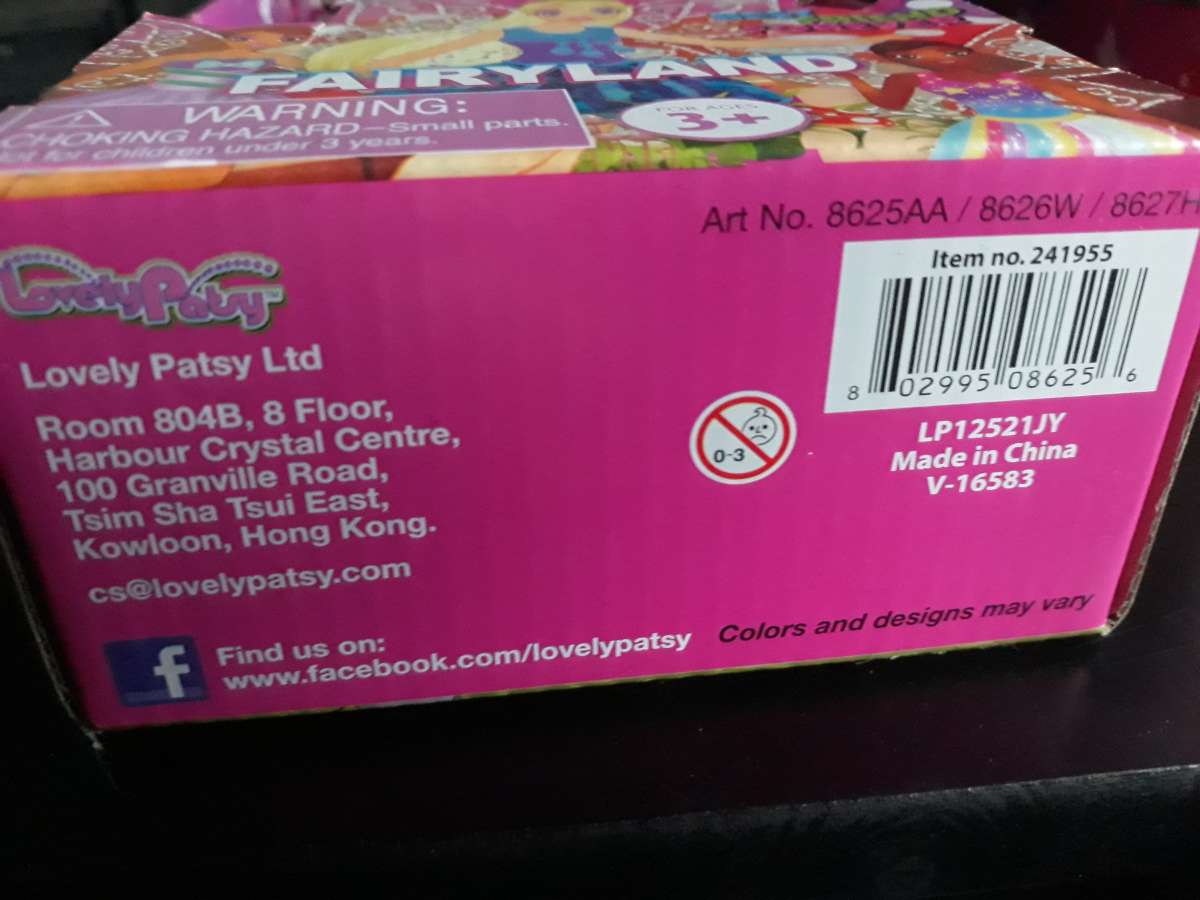 FAIRYLAND
WARNING:
CHOKING HAZARD–Small parts.
for children under 3 years.
FOR AGES
3+
Art No. 8625AA / 8626W / 8627H
Item no. 241955
8 02995 08625 6
LP12521JY
Made in China
V-16583
0-3
Lovely Patsy™
Lovely Patsy Ltd
Room 804B, 8 Floor,
Harbour Crystal Centre,
100 Granville Road,
Tsim Sha Tsui East,
Kowloon, Hong Kong.
cs@lovelypatsy.com
f
Find us on:
www.facebook.com/lovelypatsy
Colors and designs may vary